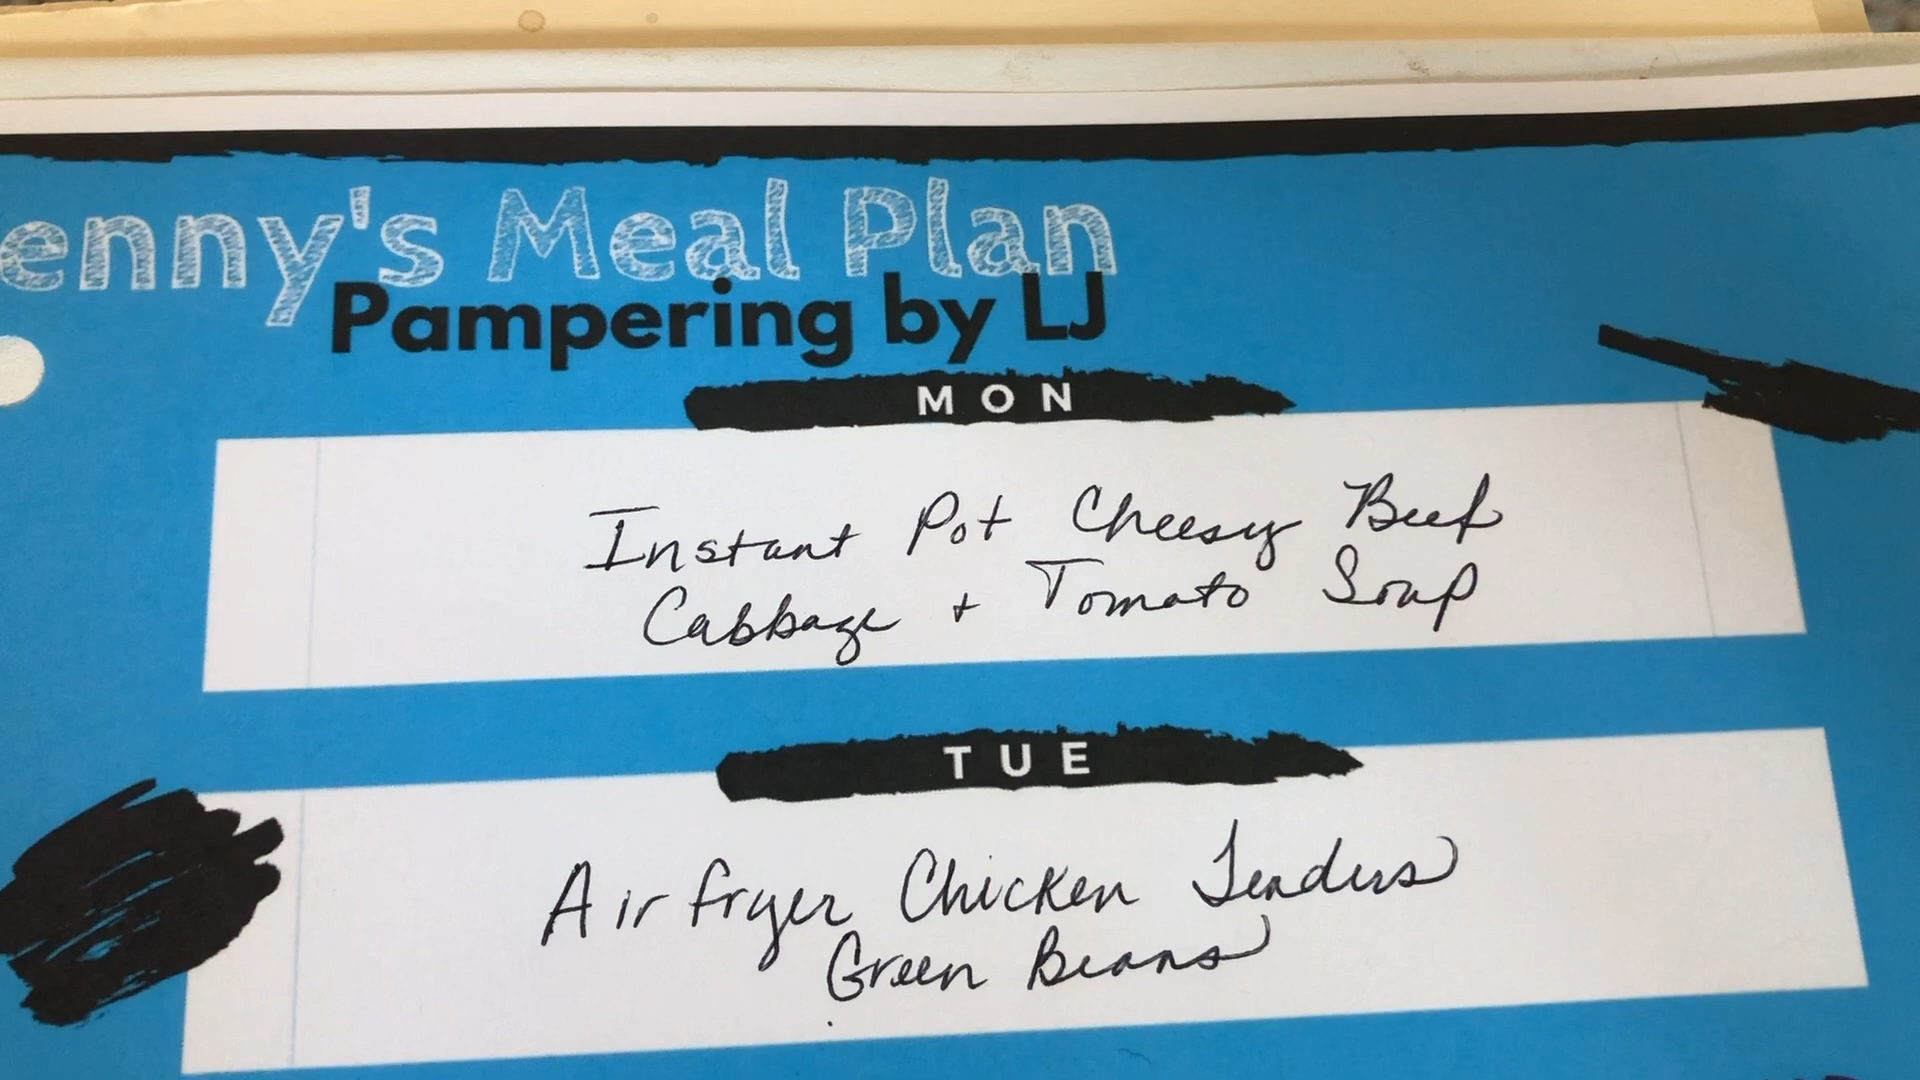 enny's Meal Plan
Pampering by LJ
MON
Instant Pot Cheesy Beef
Cabbage + Tomato Soup
TUE
Air fryer Chicken Tenders
Green Beans